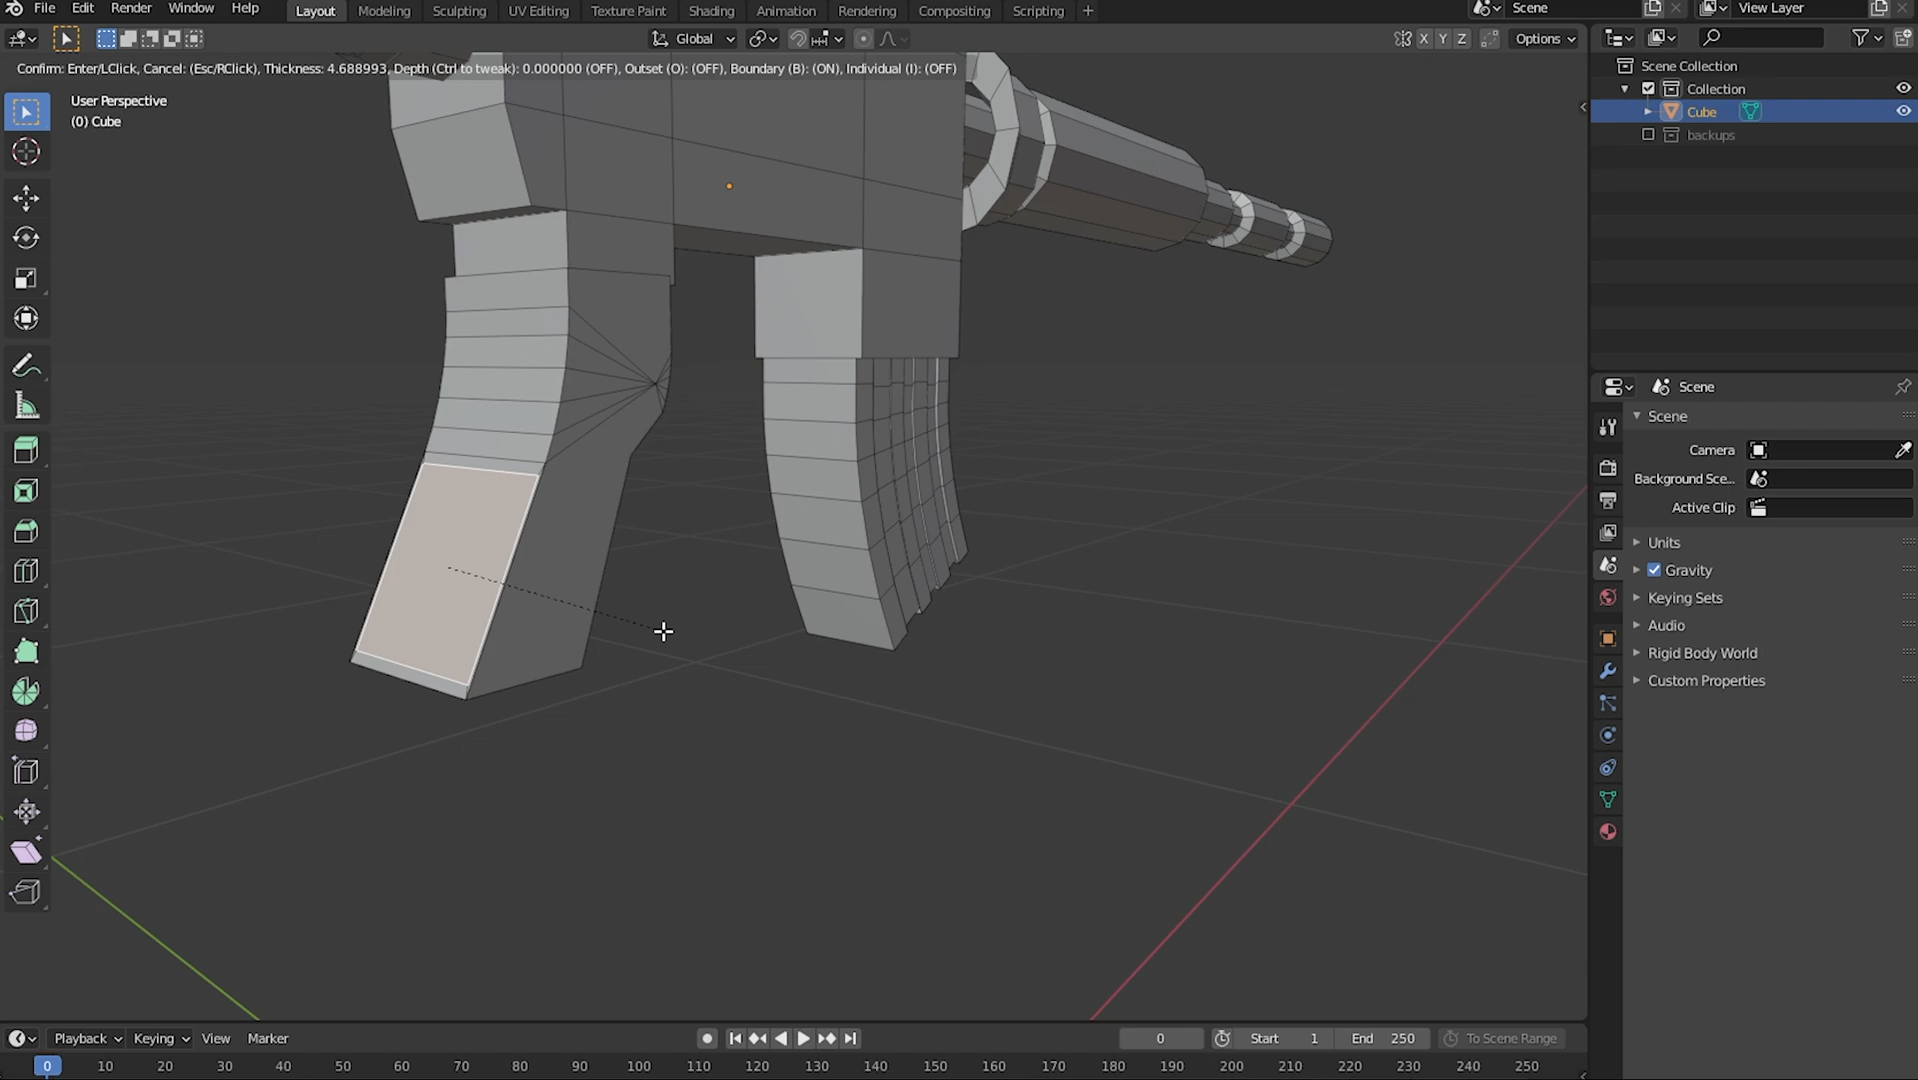 File Edit Render Window Help Layout Modeling Sculpting UV Editing Texture Paint Shading Animation Rendering Compositing Scripting + Scene View Layer
Global X Y Z Options
Confirm: Enter/LClick, Cancel: (Esc/RClick), Thickness: 4.688993, Depth (Ctrl to tweak): 0.000000 (OFF), Outset (O): (OFF), Boundary (B): (ON), Individual (I): (OFF)
User Perspective
(0) Cube
Scene Collection
Collection
Cube
backups
Scene
Scene
Camera
Background Sce...
Active Clip
Units
Gravity
Keying Sets
Audio
Rigid Body World
Custom Properties
Playback Keying View Marker 0 Start 1 End 250 To Scene Range
0 10 20 30 40 50 60 70 80 90 100 110 120 130 140 150 160 170 180 190 200 210 220 230 240 250